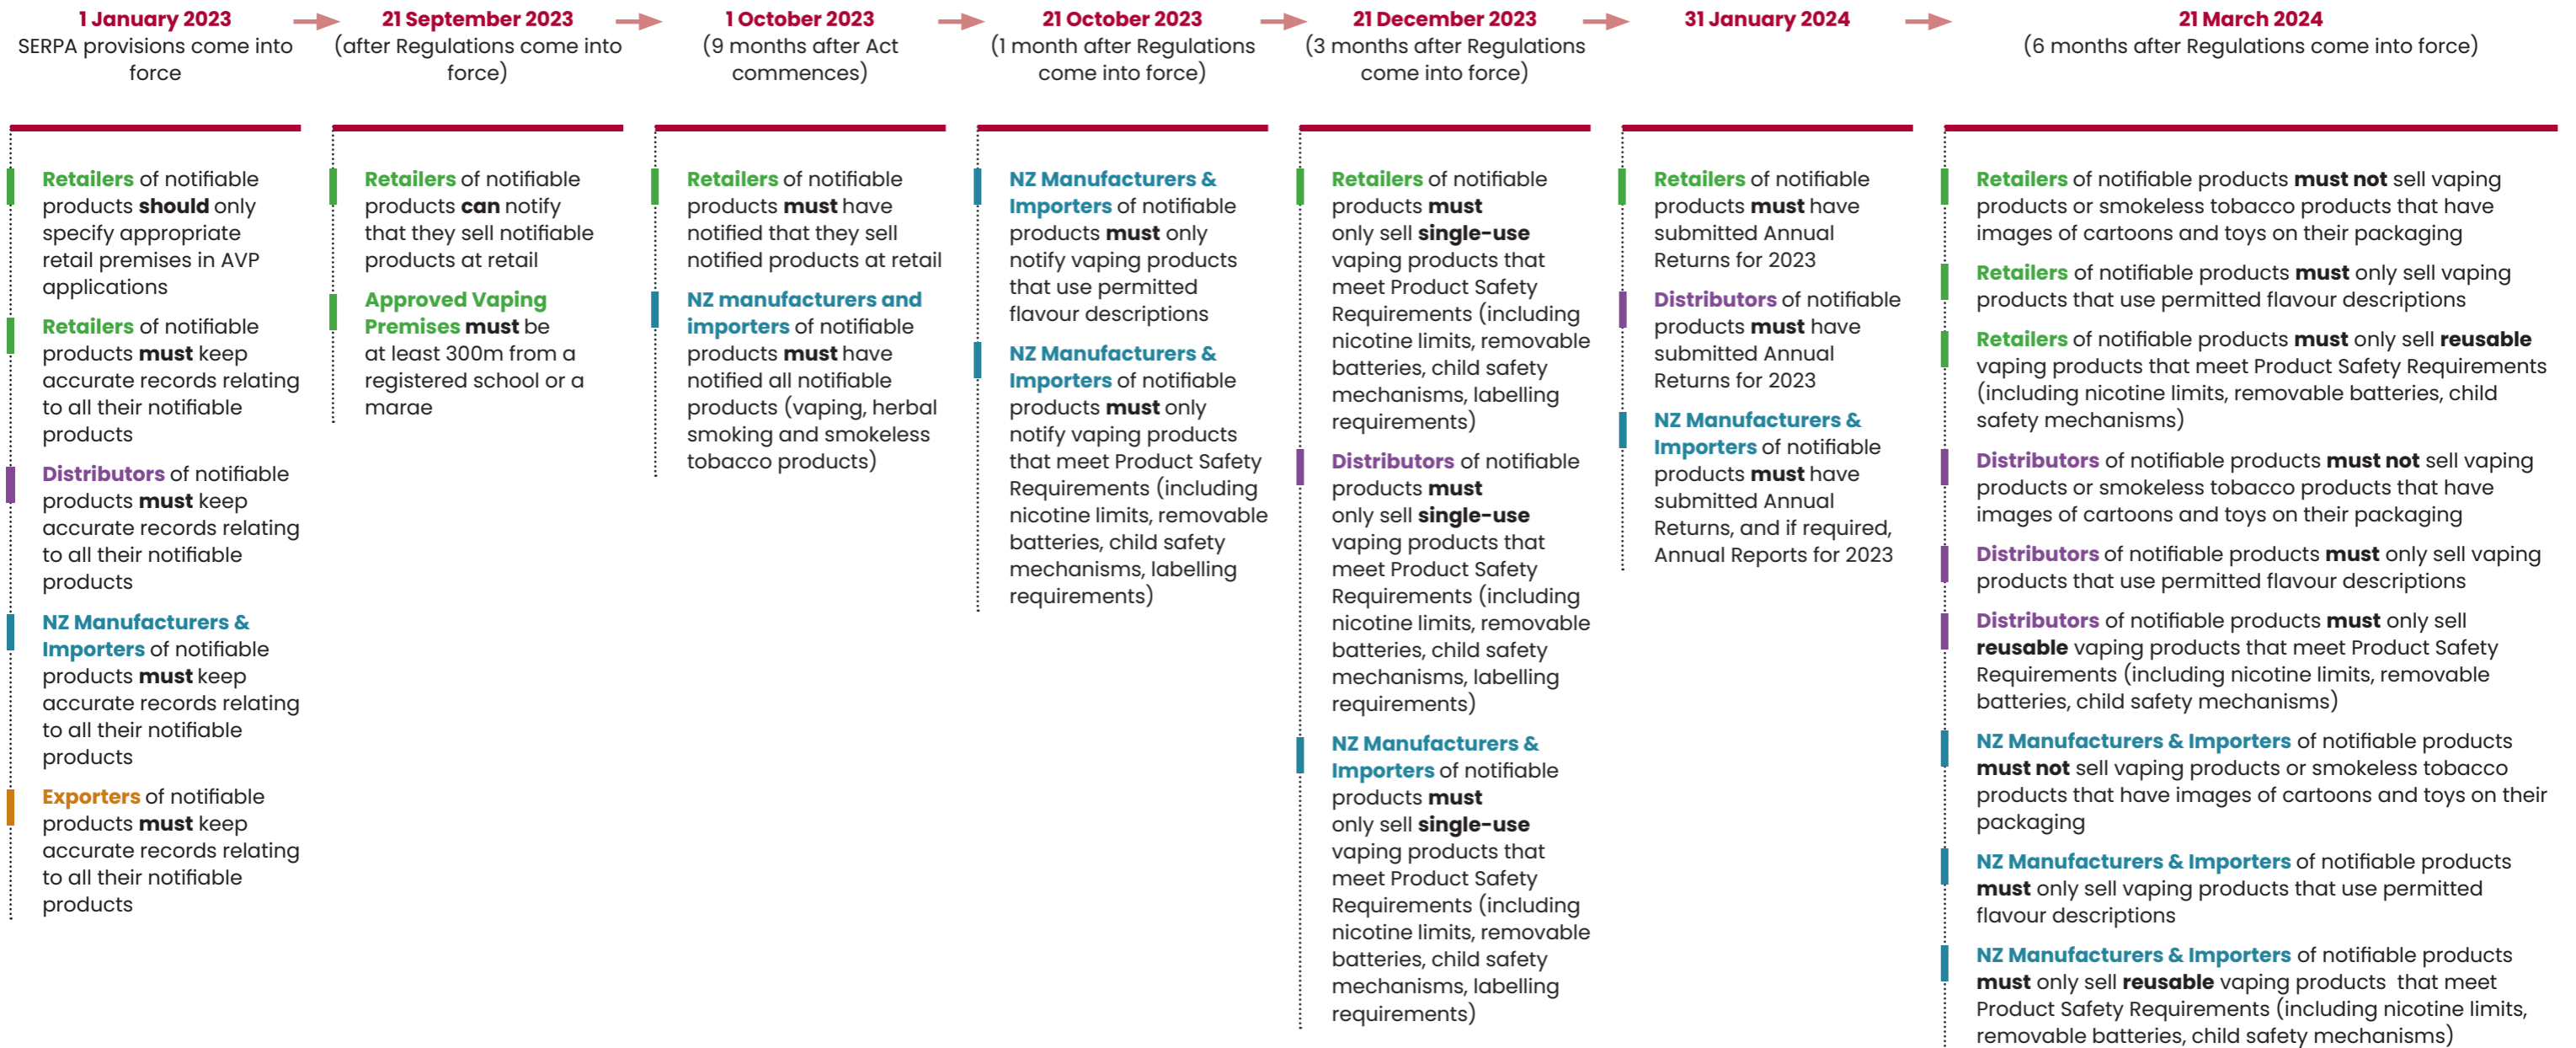 1 January 2023
SERPA provisions come into
force
Retailers of notifiable
products should only
specify appropriate
retail premises in AVP
applications
Retailers of notifiable
products must keep
accurate records relating
to all their notifiable
products
Distributors of notifiable
products must keep
accurate records relating
to all their notifiable
products
NZ Manufacturers &
Importers of notifiable
products must keep
accurate records relating
to all their notifiable
products
Exporters of notifiable
products must keep
accurate records relating
to all their notifiable
products
21 September 2023
(after Regulations come into
force)
Retailers of notifiable
products can notify
that they sell notifiable
products at retail
Approved Vaping
Premises must be
at least 300m from a
registered school or a
marae
1 October 2023
(9 months after Act
commences)
Retailers of notifiable
products must have
notified that they sell
notified products at retail
NZ manufacturers and
importers of notifiable
products must have
notified all notifiable
products (vaping, herbal
smoking and smokeless
tobacco products)
21 October 2023
(1 month after Regulations
come into force)
NZ Manufacturers &
Importers of notifiable
products must only
notify vaping products
that use permitted
flavour descriptions
NZ Manufacturers &
Importers of notifiable
products must only
notify vaping products
that meet Product Safety
Requirements (including
nicotine limits, removable
batteries, child safety
mechanisms, labelling
requirements)
21 December 2023
(3 months after Regulations
come into force)
Retailers of notifiable
products must
only sell single-use
vaping products that
meet Product Safety
Requirements (including
nicotine limits, removable
batteries, child safety
mechanisms, labelling
requirements)
Distributors of notifiable
products must
only sell single-use
vaping products that
meet Product Safety
Requirements (including
nicotine limits, removable
batteries, child safety
mechanisms, labelling
requirements)
NZ Manufacturers &
Importers of notifiable
products must
only sell single-use
vaping products that
meet Product Safety
Requirements (including
nicotine limits, removable
batteries, child safety
mechanisms, labelling
requirements)
31 January 2024
Retailers of notifiable
products must have
submitted Annual
Returns for 2023
Distributors of notifiable
products must have
submitted Annual
Returns for 2023
NZ Manufacturers &
Importers of notifiable
products must have
submitted Annual
Returns, and if required,
Annual Reports for 2023
21 March 2024
(6 months after Regulations come into force)
Retailers of notifiable products must not sell vaping
products or smokeless tobacco products that have
images of cartoons and toys on their packaging
Retailers of notifiable products must only sell vaping
products that use permitted flavour descriptions
Retailers of notifiable products must only sell reusable
vaping products that meet Product Safety Requirements
(including nicotine limits, removable batteries, child
safety mechanisms)
Distributors of notifiable products must not sell vaping
products or smokeless tobacco products that have
images of cartoons and toys on their packaging
Distributors of notifiable products must only sell vaping
products that use permitted flavour descriptions
Distributors of notifiable products must only sell
reusable vaping products that meet Product Safety
Requirements (including nicotine limits, removable
batteries, child safety mechanisms)
NZ Manufacturers & Importers of notifiable products
must not sell vaping products or smokeless tobacco
products that have images of cartoons and toys on their
packaging
NZ Manufacturers & Importers of notifiable products
must only sell vaping products that use permitted
flavour descriptions
NZ Manufacturers & Importers of notifiable products
must only sell reusable vaping products that meet
Product Safety Requirements (including nicotine limits,
removable batteries, child safety mechanisms)